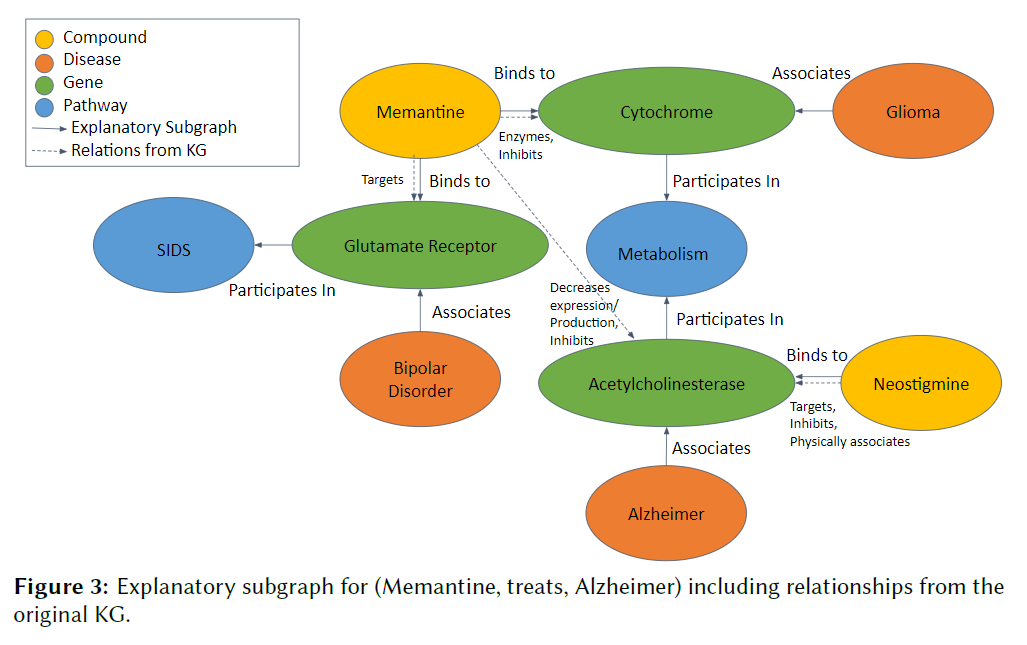 Compound
Disease
Gene
Pathway
Explanatory Subgraph
Relations from KG
Memantine
Binds to
Enzymes,
Inhibits
Cytochrome
Associates
Glioma
Targets
Binds to
Participates In
SIDS
Glutamate Receptor
Metabolism
Participates In
Decreases
expression/
Production,
Inhibits
Associates
Participates In
Bipolar
Disorder
Acetylcholinesterase
Binds to
Neostigmine
Targets,
Inhibits,
Physically associates
Associates
Alzheimer
Figure 3: Explanatory subgraph for (Memantine, treats, Alzheimer) including relationships from the
original KG.